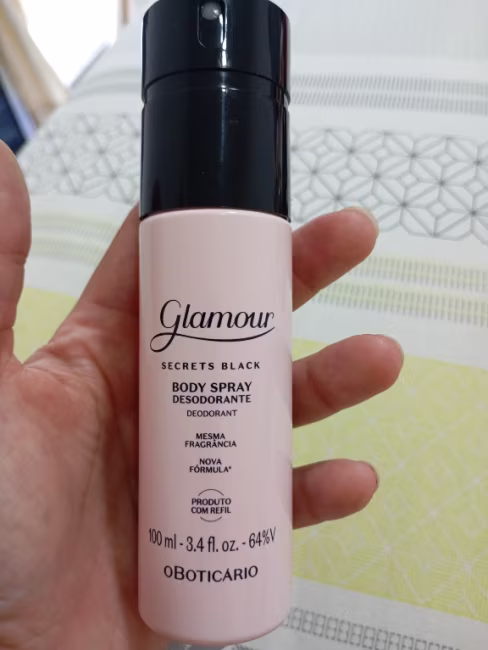 Glamour
SECRETS BLACK
BODY SPRAY
DESODORANTE
DEODORANT
MESMA
FRAGRÂNCIA
NOVA
FÓRMULA*
PRODUTO
COM REFIL
100 ml - 3.4 fl. oz. - 64%V
oBOTICÁRIO